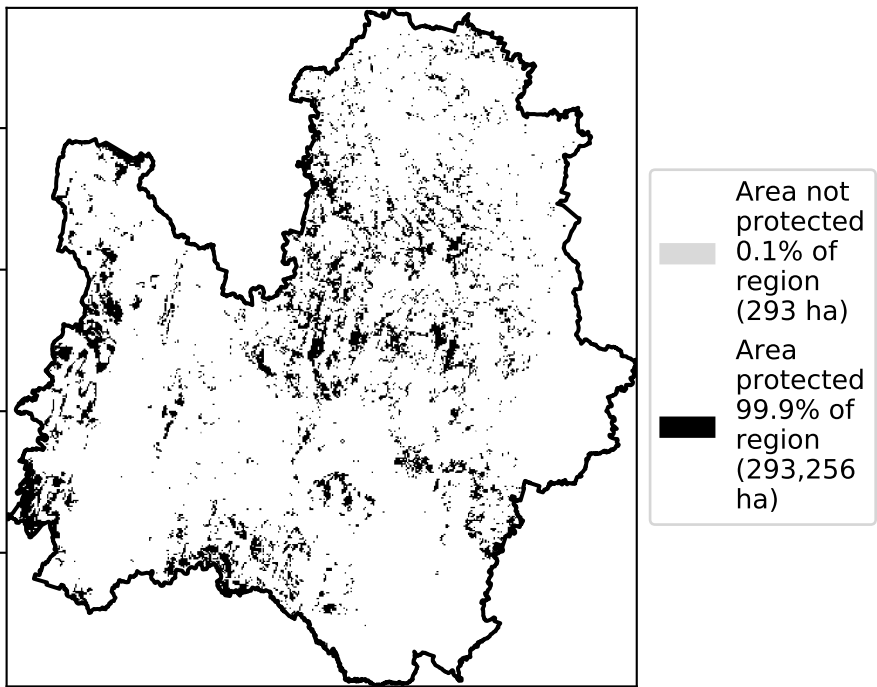 Area not
protected
0.1% of
region
(293 ha)
Area
protected
99.9% of
region
(293,256
ha)